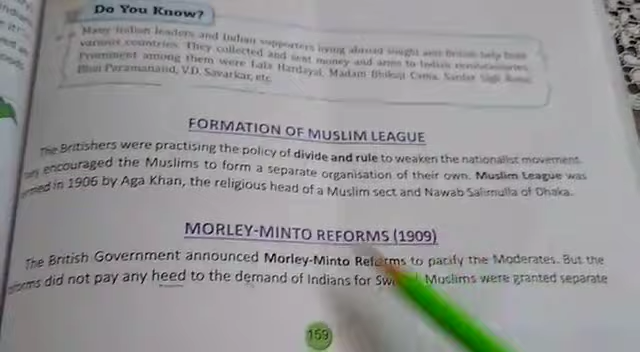 Do You Know?
Many Indian leaders and Indian supporters living abroad sought anti-British help from
various countries. They collected and sent money and arms to Indian revolutionaries.
Prominent among them were Lala Hardayal, Madam Bhikaji Cama, Sardar
Bhai Paramanand, V.D. Savarkar, etc.
FORMATION OF MUSLIM LEAGUE
The Britishers were practising the policy of divide and rule to weaken the nationalist movement.
encouraged the Muslims to form a separate organisation of their own. Muslim League was
in 1906 by Aga Khan, the religious head of a Muslim sect and Nawab Salimulla of Dhaka.
MORLEY-MINTO REFORMS (1909)
The British Government announced Morley-Minto Reforms to pacify the Moderates. But the
did not pay any heed to the demand of Indians for Muslims were granted separate
159